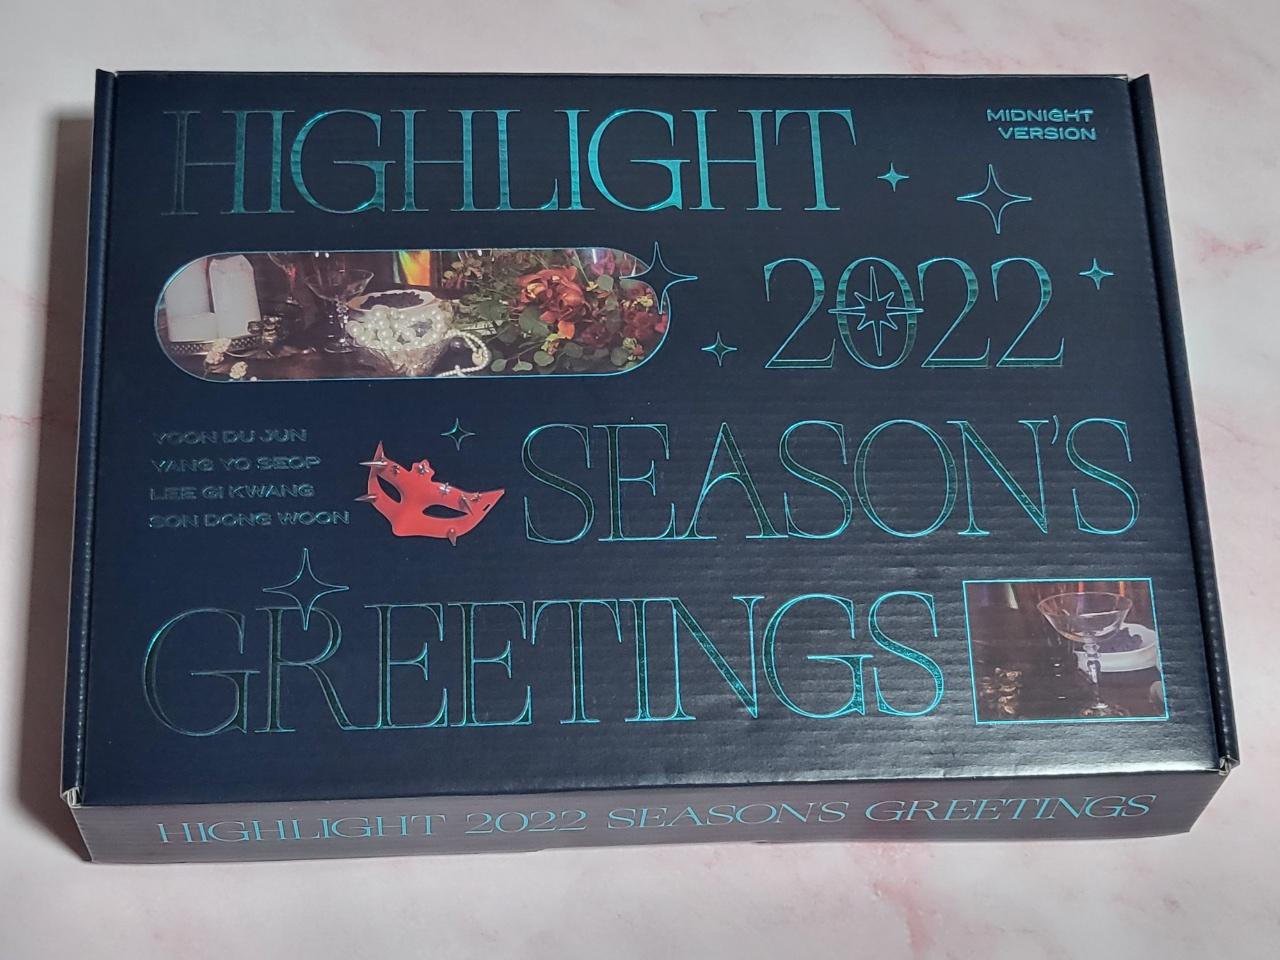 HIGHLIGHT
MIDNIGHT
VERSION
2022
YOON DU JUN
YANG YO SEOP
LEE GI KWANG
SON DONG WOON
SEASON'S
GREETINGS
HIGHLIGHT 2022 SEASON'S GREETINGS